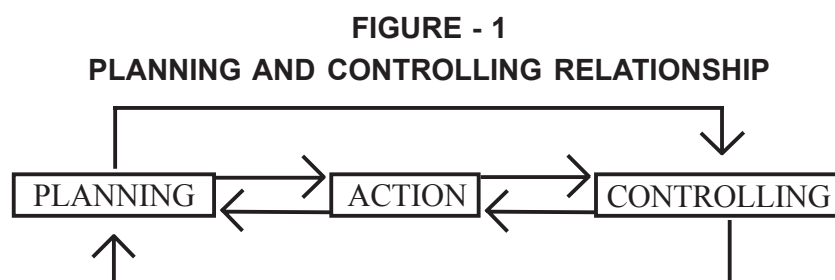 FIGURE - 1
PLANNING AND CONTROLLING RELATIONSHIP
PLANNING ACTION CONTROLLING